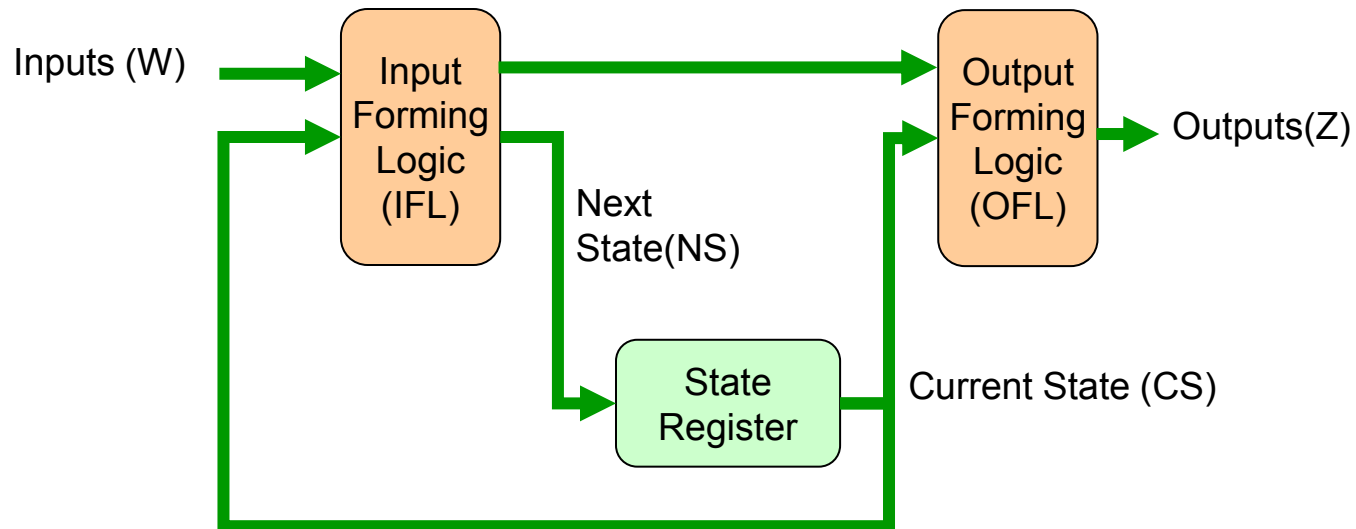 Inputs (W)
Input
Forming
Logic
(IFL)
Output
Forming
Logic
(OFL)
Outputs(Z)
Next
State(NS)
State
Register
Current State (CS)